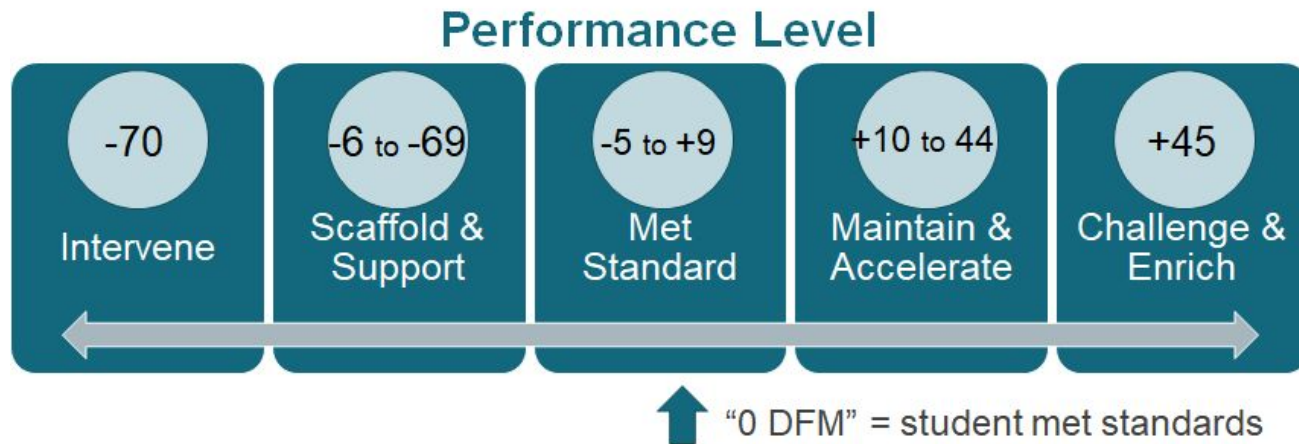 Performance Level
-70
Intervene
-6 to -69
Scaffold &
Support
-5 to +9
Met
Standard
+10 to 44
Maintain &
Accelerate
+45
Challenge &
Enrich
“0 DFM” = student met standards